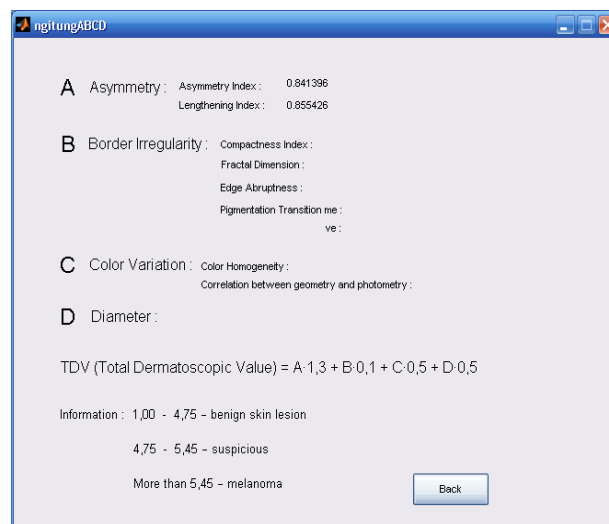 ngitungABCD
A Asymmetry : Asymmetry Index : 0.841396
Lengthening Index : 0.855426
B Border Irregularity : Compactness Index :
Fractal Dimension :
Edge Abruptness :
Pigmentation Transition me :
ve :
C Color Variation : Color Homogeneity :
Correlation between geometry and photometry :
D Diameter :
TDV (Total Dermatoscopic Value) = A·1,3 + B·0,1 + C·0,5 + D·0,5
Information : 1,00 - 4,75 – benign skin lesion
4,75 - 5,45 – suspicious
More than 5,45 – melanoma
Back